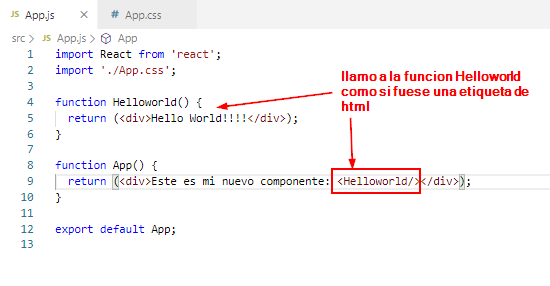 JS App.js
# App.css
src > JS App.js > App
1 import React from 'react';
2 import './App.css';
3
4 function Helloworld() {
5 return (<div>Hello World!!!!</div>);
6 }
7
8 function App() {
9 return (<div>Este es mi nuevo componente: <Helloworld/></div>);
10 }
11
12 export default App;
13
llamo a la funcion Helloworld
como si fuese una etiqueta de
html